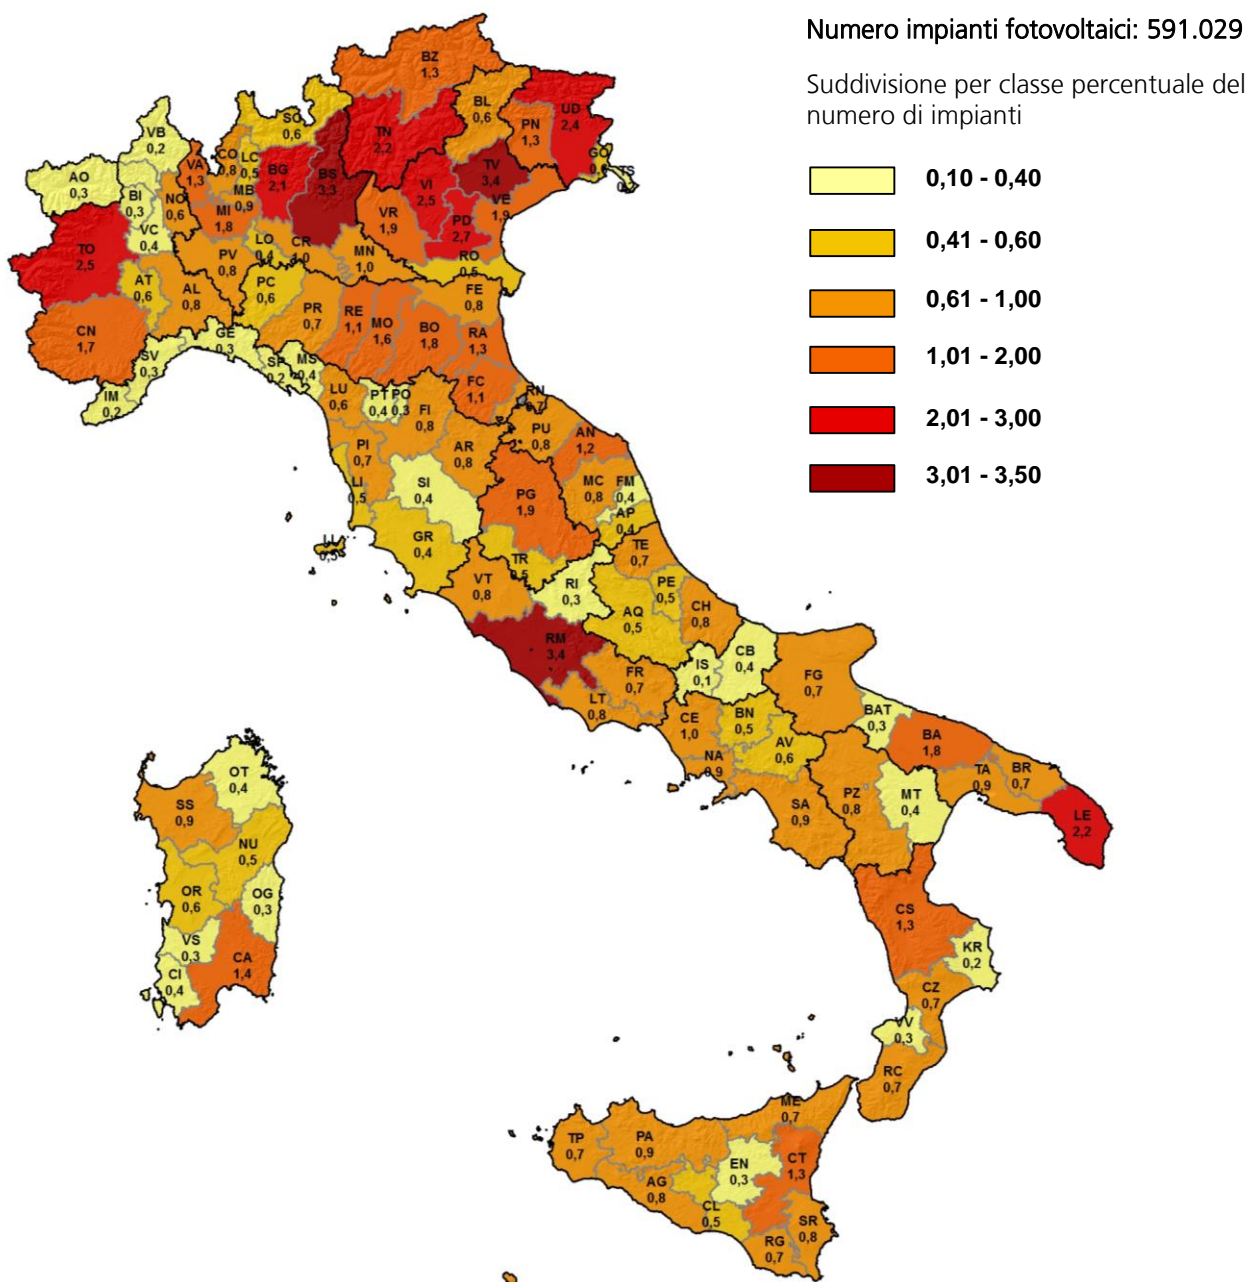 Numero impianti fotovoltaici: 591.029
Suddivisione per classe percentuale del
numero di impianti
0,10 - 0,40
0,41 - 0,60
0,61 - 1,00
1,01 - 2,00
2,01 - 3,00
3,01 - 3,50
BZ
1,3
BL
0,6
UD
2,4
PN
1,3
TN
2,2
SO
0,6
VB
0,2
AO
0,3
VA
1,3
CO
0,8
LC
0,5
BG
2,1
BS
3,3
TV
3,4
GO
TS
VI
2,5
VE
1,9
PD
2,7
VR
1,9
BI
0,3
NO
0,6
MB
0,9
MI
1,8
VC
0,4
TO
2,5
PV
0,8
LO
0,4
CR
1,0
MN
1,0
RO
0,5
AT
0,6
AL
0,8
PC
0,6
PR
0,7
RE
1,1
MO
1,6
BO
1,8
FE
0,8
RA
1,3
CN
1,7
GE
0,3
SV
0,3
IM
0,2
SP
0,2
MS
0,4
LU
0,6
PT
0,4
PO
0,3
FI
0,8
FC
1,1
RN
0,7
PU
0,8
AN
1,2
PI
0,7
AR
0,8
LI
0,5
SI
0,4
PG
1,9
MC
0,8
FM
0,4
AP
0,4
GR
0,4
LI
0,5
TR
0,5
TE
0,7
VT
0,8
RI
0,3
PE
0,5
AQ
0,5
CH
0,8
RM
3,4
FR
0,7
LT
0,8
IS
0,1
CB
0,4
FG
0,7
CE
1,0
BN
0,5
AV
0,6
NA
0,9
BAT
0,3
BA
1,8
TA
0,9
BR
0,7
LE
2,2
SA
0,9
PZ
0,8
MT
0,4
OT
0,4
SS
0,9
NU
0,5
OR
0,6
OG
0,3
VS
0,3
CI
0,4
CA
1,4
CS
1,3
KR
0,2
CZ
0,7
VV
0,3
RC
0,7
ME
0,7
TP
0,7
PA
0,9
CT
1,3
EN
0,3
AG
0,8
CL
0,5
SR
0,8
RG
0,7